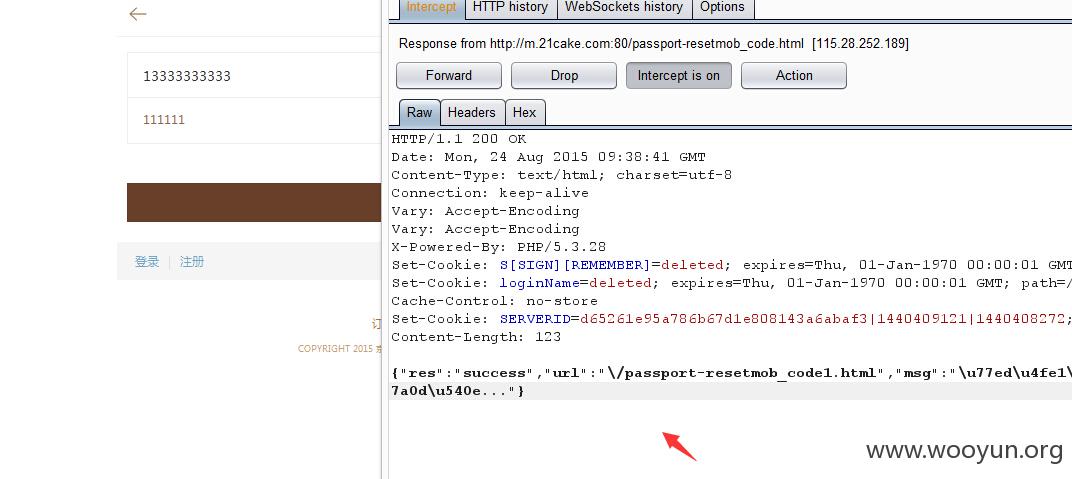 Intercept HTTP history WebSockets history Options
Response from http://m.21cake.com:80/passport-resetmob_code.html [115.28.252.189]
Forward Drop Intercept is on Action
Raw Headers Hex
13333333333
111111
登录 | 注册
订
COPYRIGHT 2015
HTTP/1.1 200 OK
Date: Mon, 24 Aug 2015 09:38:41 GMT
Content-Type: text/html; charset=utf-8
Connection: keep-alive
Vary: Accept-Encoding
Vary: Accept-Encoding
X-Powered-By: PHP/5.3.28
Set-Cookie: S[SIGN][REMEMBER]=deleted; expires=Thu, 01-Jan-1970 00:00:01 GMT
Set-Cookie: loginName=deleted; expires=Thu, 01-Jan-1970 00:00:01 GMT; path=/
Cache-Control: no-store
Set-Cookie: SERVERID=d65261e95a786b67d1e808143a6abaf3|1440409121|1440408272;
Content-Length: 123
{"res":"success","url":"\/passport-resetmob_code1.html","msg":"\u77ed\u4fe1\
7a0d\u540e..."}
www.wooyun.org